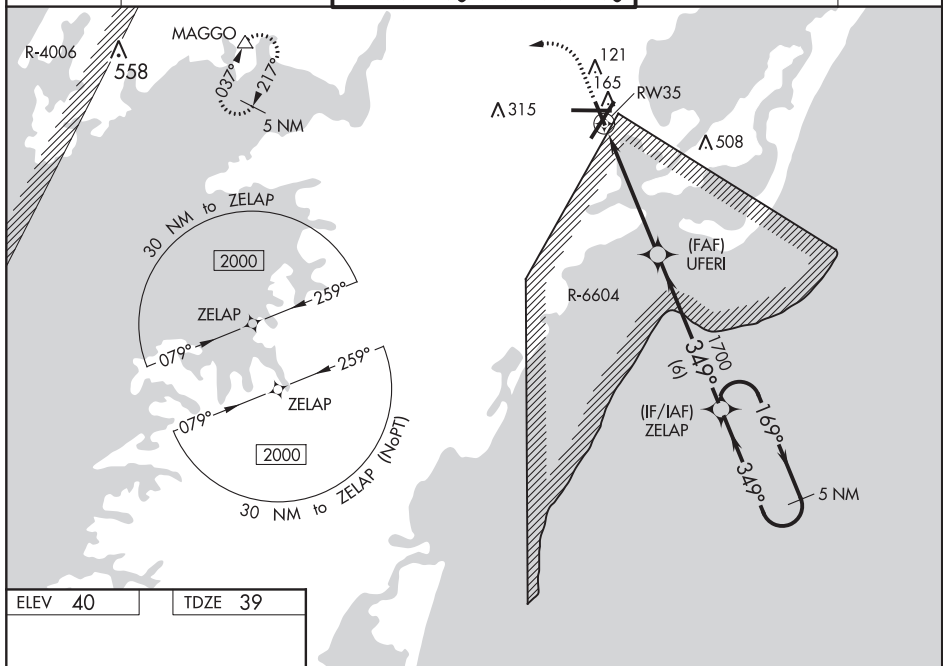 R-4006
558
MAGGO
037°
217°
5 NM
121
165
315
RW35
508
30 NM to ZELAP
2000
259°
ZELAP
079°
259°
ZELAP
079°
2000
30 NM to ZELAP (NoPT)
(FAF)
UFERI
R-6604
1700
349°
(6)
(IF/IAF)
ZELAP
169°
349°
5 NM
ELEV 40
TDZE 39